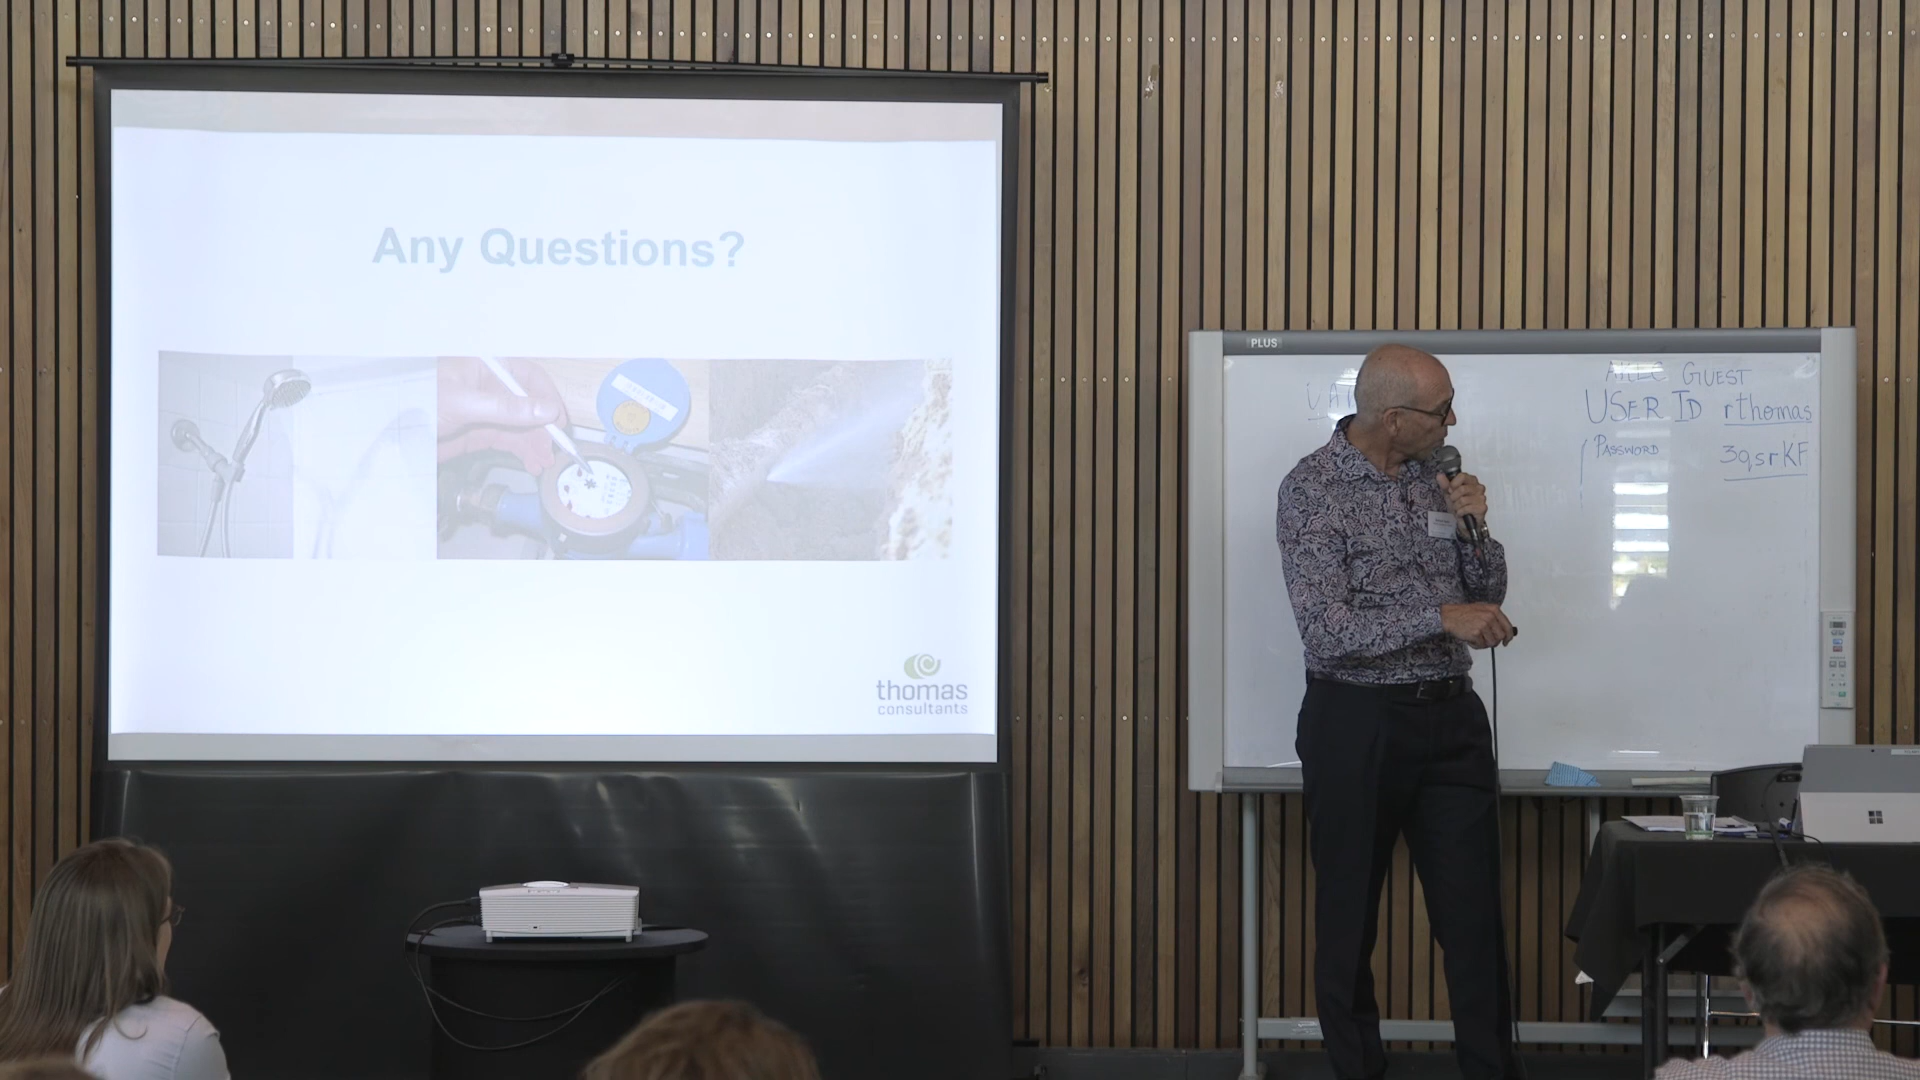 Any Questions?
thomas
consultants
PLUS
GUEST
USER ID rthomas
PASSWORD 39srKF